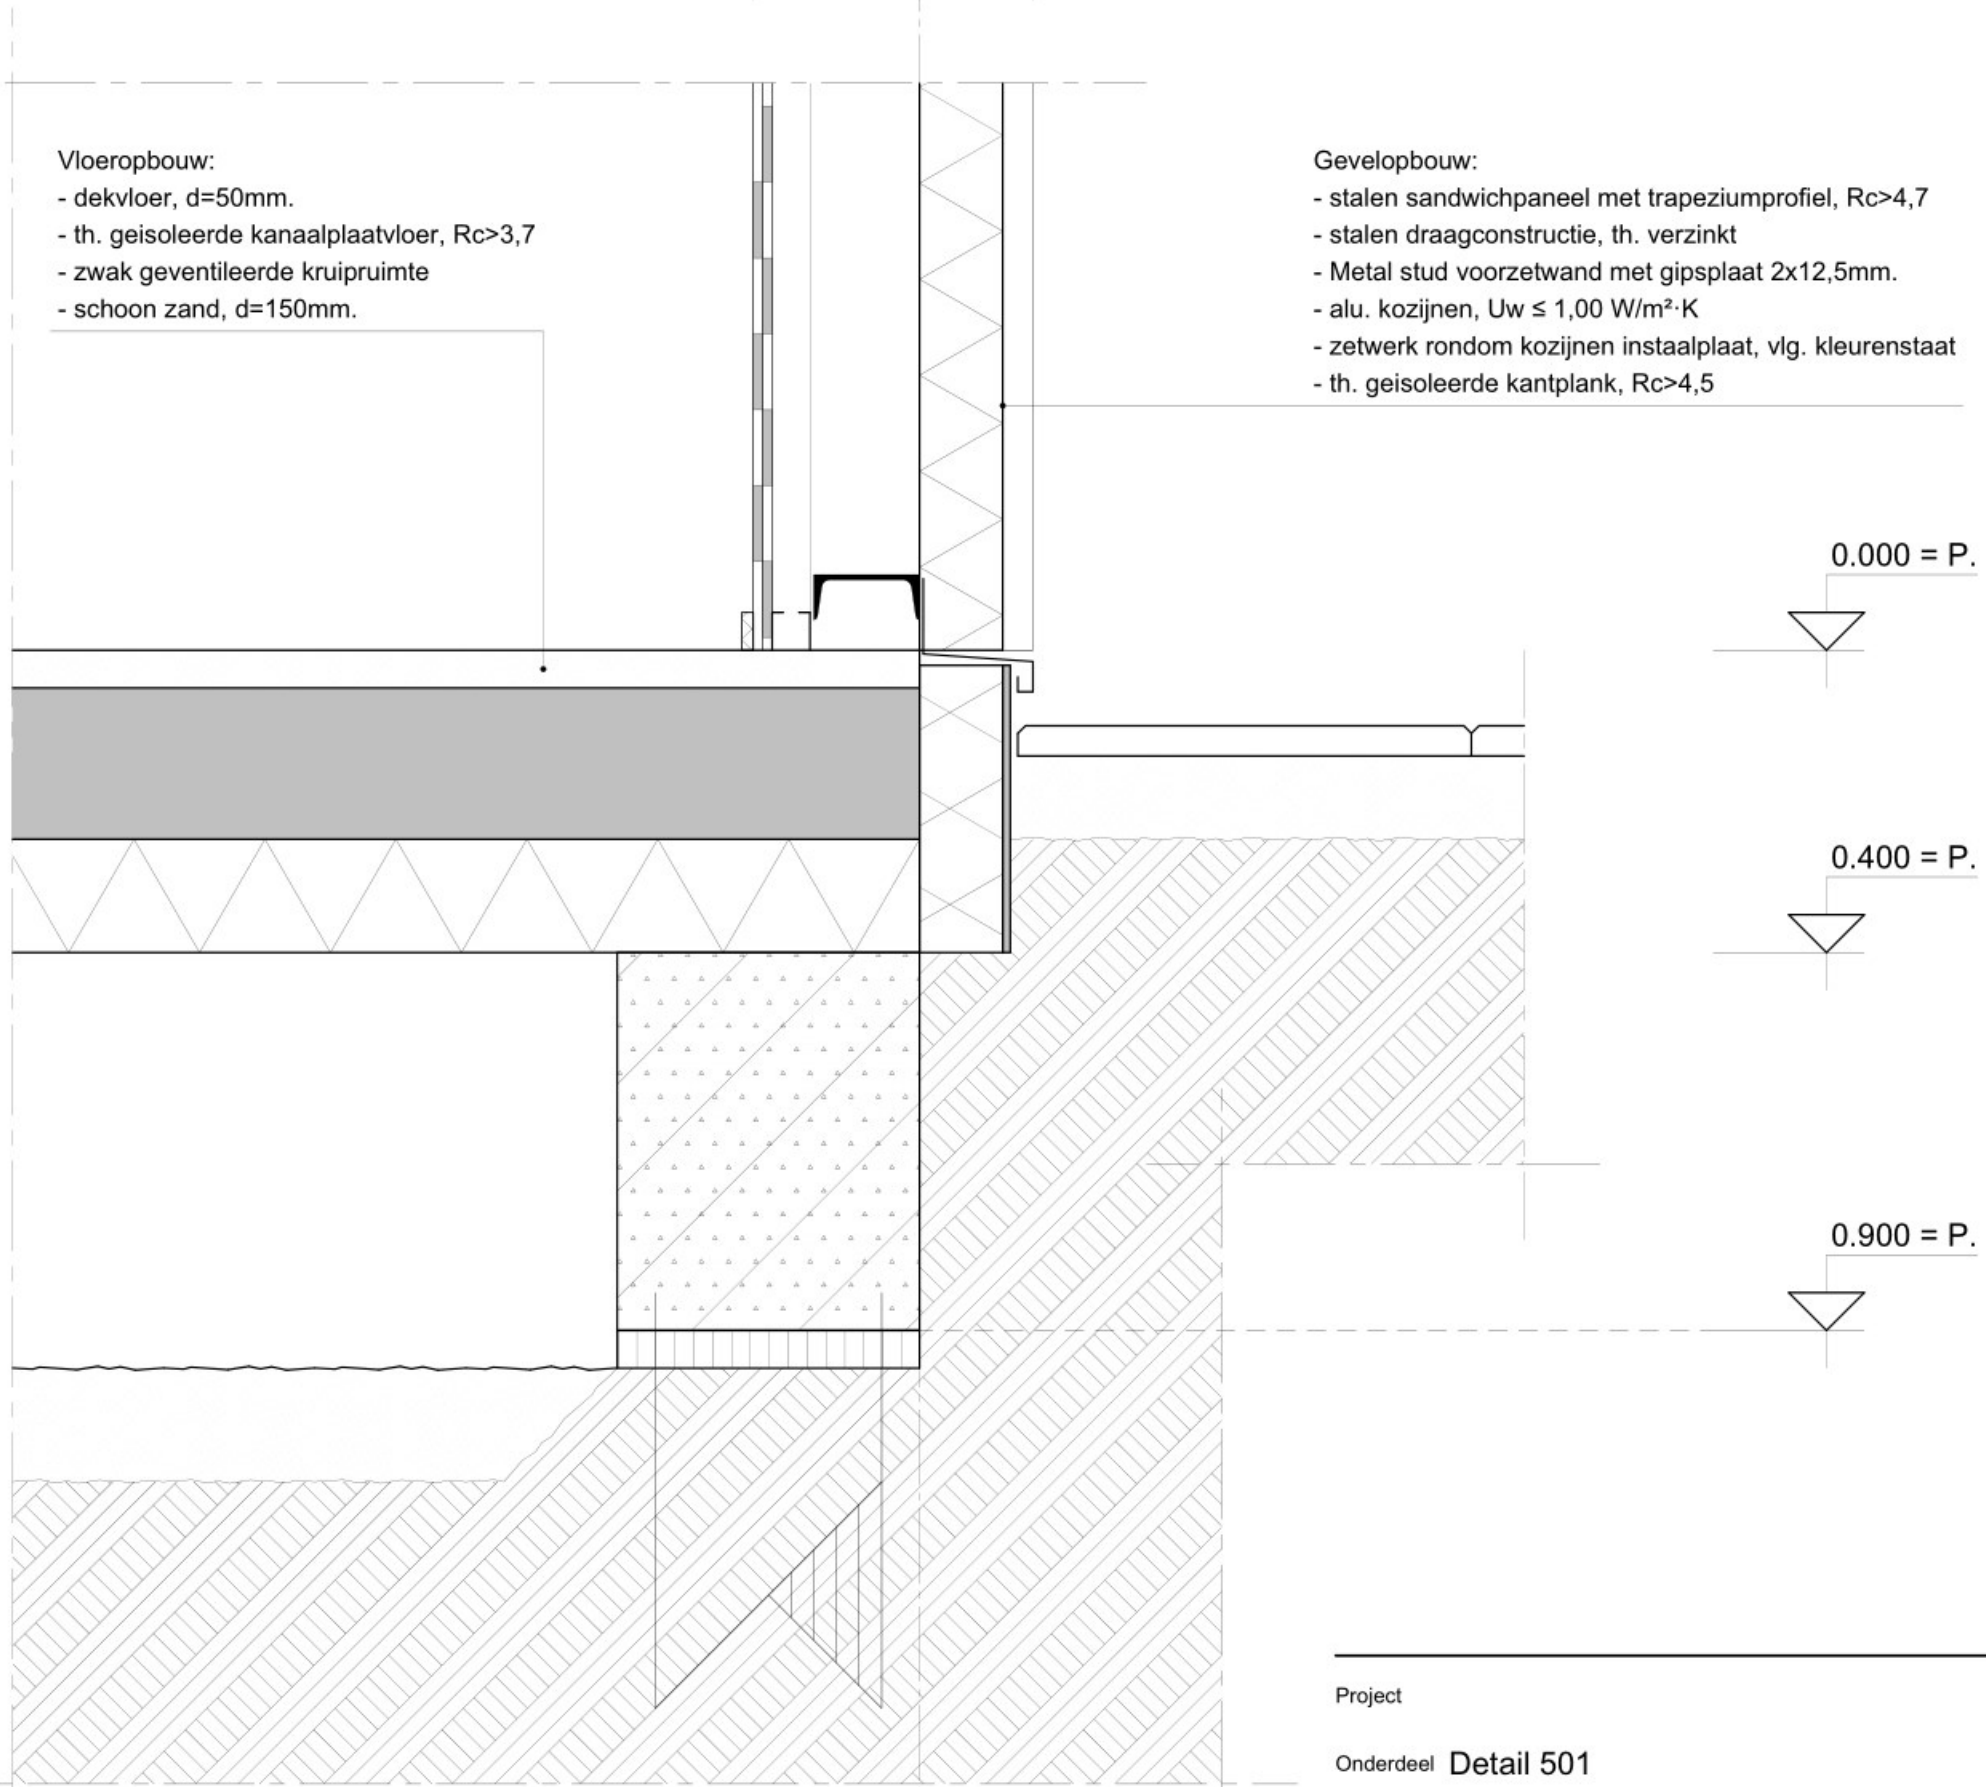 Vloeropbouw:
- dekvloer, d=50mm.
- th. geisoleerde kanaalplaatvloer, Rc>3,7
- zwak geventileerde kruipruimte
- schoon zand, d=150mm.
Gevelopbouw:
- stalen sandwichpaneel met trapeziumprofiel, Rc>4,7
- stalen draagconstructie, th. verzinkt
- Metal stud voorzetwand met gipsplaat 2x12,5mm.
- alu. kozijnen, Uw ≤ 1,00 W/m²·K
- zetwerk rondom kozijnen instaalplaat, vlg. kleurenstaat
- th. geisoleerde kantplank, Rc>4,5
0.000 = P.
0.400 = P.
0.900 = P.
Project
Onderdeel Detail 501